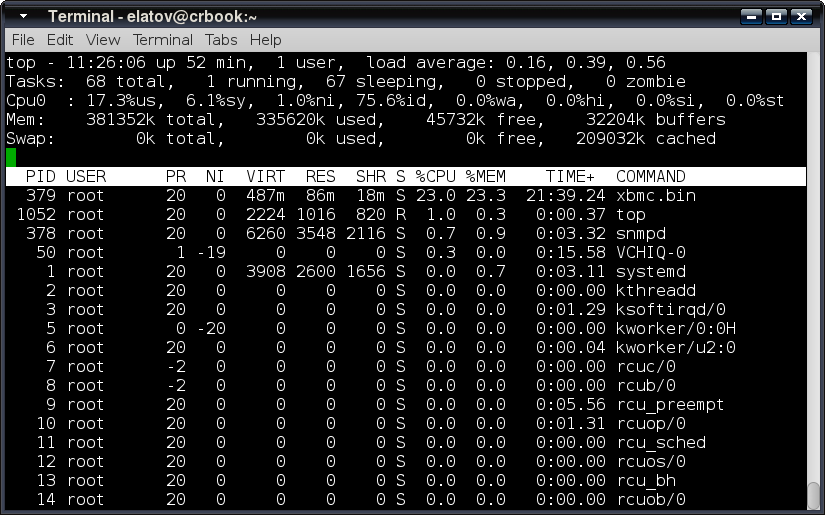 Terminal - elatov@crbook:~
File Edit View Terminal Tabs Help
top - 11:26:06 up 52 min,  1 user,  load average: 0.16, 0.39, 0.56
Tasks:  68 total,   1 running,  67 sleeping,   0 stopped,   0 zombie
Cpu0  : 17.3%us,  6.1%sy,  1.0%ni, 75.6%id,  0.0%wa,  0.0%hi,  0.0%si,  0.0%st
Mem:    381352k total,   335620k used,    45732k free,    32204k buffers
Swap:        0k total,        0k used,        0k free,   209032k cached
PID USER      PR  NI  VIRT  RES  SHR S %CPU %MEM    TIME+  COMMAND
379 root      20   0  487m  86m  18m S 23.0 23.3  21:39.24 xbmc.bin
1052 root      20   0  2224 1016  820 R  1.0  0.3   0:00.37 top
378 root      20   0  6260 3548 2116 S  0.7  0.9   0:03.32 snmpd
50 root       1 -19     0    0    0 S  0.3  0.0   0:15.58 VCHIQ-0
1 root      20   0  3908 2600 1656 S  0.0  0.7   0:03.11 systemd
2 root      20   0     0    0    0 S  0.0  0.0   0:00.00 kthreadd
3 root      20   0     0    0    0 S  0.0  0.0   0:01.29 ksoftirqd/0
5 root       0 -20     0    0    0 S  0.0  0.0   0:00.00 kworker/0:0H
6 root      20   0     0    0    0 S  0.0  0.0   0:00.04 kworker/u2:0
7 root      -2   0     0    0    0 S  0.0  0.0   0:00.00 rcuc/0
8 root      -2   0     0    0    0 S  0.0  0.0   0:00.00 rcub/0
9 root      20   0     0    0    0 S  0.0  0.0   0:05.56 rcu_preempt
10 root      20   0     0    0    0 S  0.0  0.0   0:01.31 rcuop/0
11 root      20   0     0    0    0 S  0.0  0.0   0:00.00 rcu_sched
12 root      20   0     0    0    0 S  0.0  0.0   0:00.00 rcuos/0
13 root      20   0     0    0    0 S  0.0  0.0   0:00.00 rcu_bh
14 root      20   0     0    0    0 S  0.0  0.0   0:00.00 rcuob/0